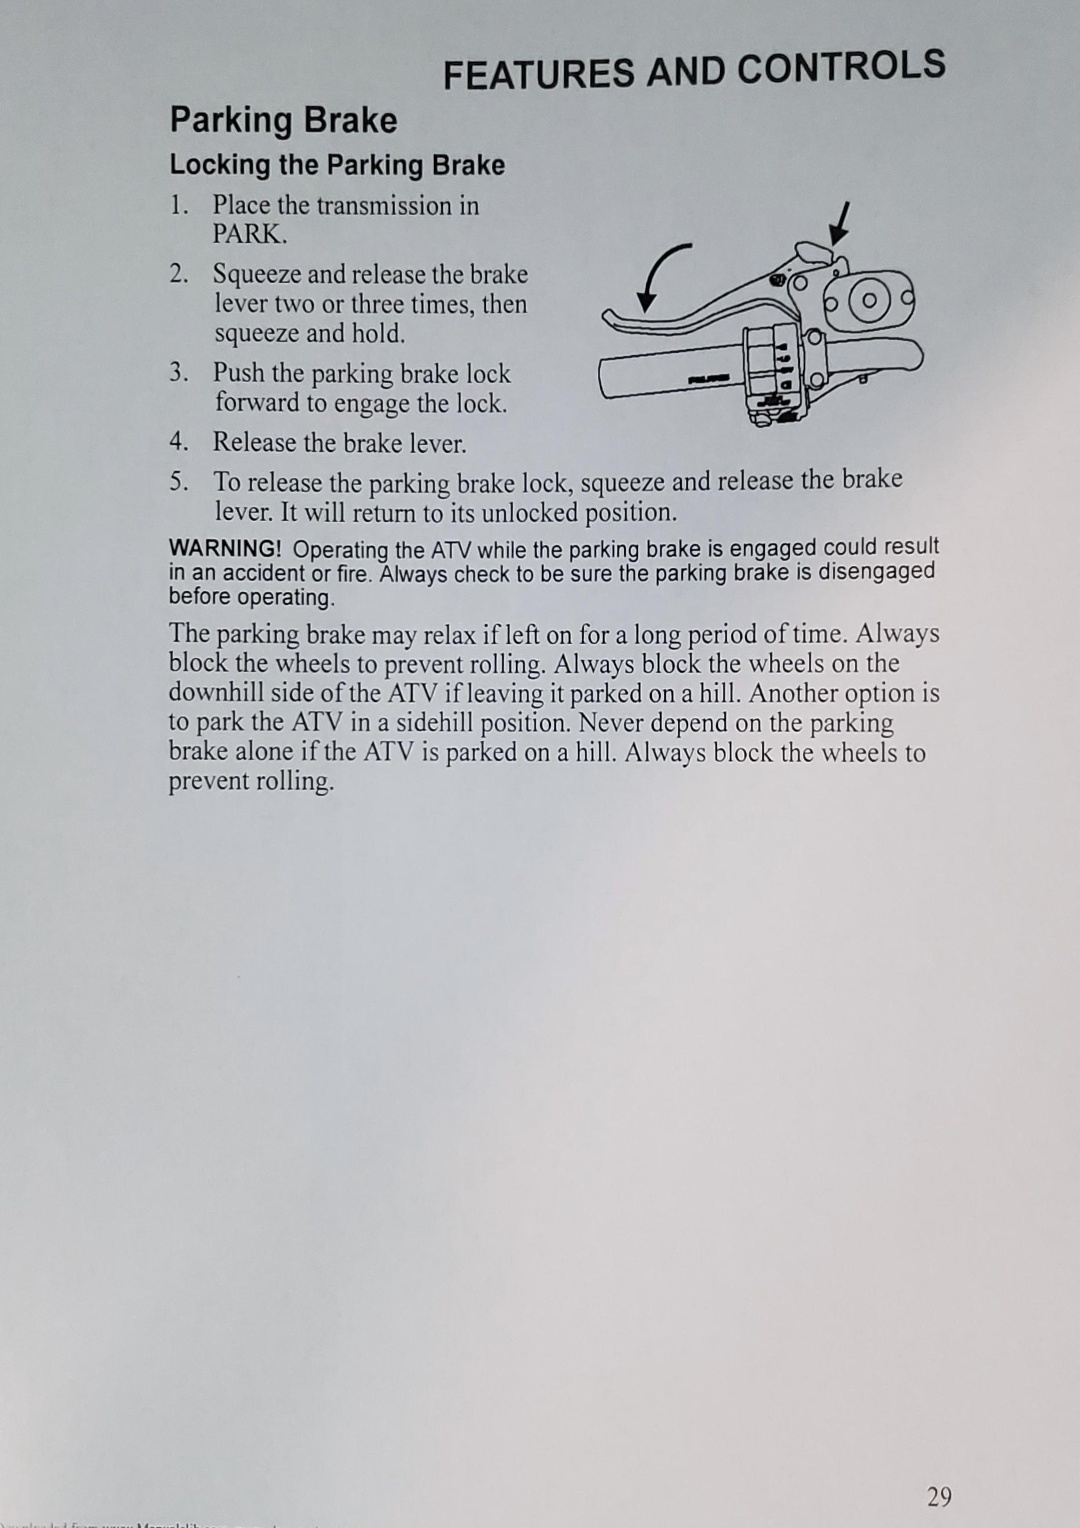 FEATURES AND CONTROLS
Parking Brake
Locking the Parking Brake
1. Place the transmission in
PARK.
2. Squeeze and release the brake
lever two or three times, then
squeeze and hold.
3. Push the parking brake lock
forward to engage the lock.
4. Release the brake lever.
5. To release the parking brake lock, squeeze and release the brake
lever. It will return to its unlocked position.
WARNING! Operating the ATV while the parking brake is engaged could result
in an accident or fire. Always check to be sure the parking brake is disengaged
before operating.
The parking brake may relax if left on for a long period of time. Always
block the wheels to prevent rolling. Always block the wheels on the
downhill side of the ATV if leaving it parked on a hill. Another option is
to park the ATV in a sidehill position. Never depend on the parking
brake alone if the ATV is parked on a hill. Always block the wheels to
prevent rolling.
29